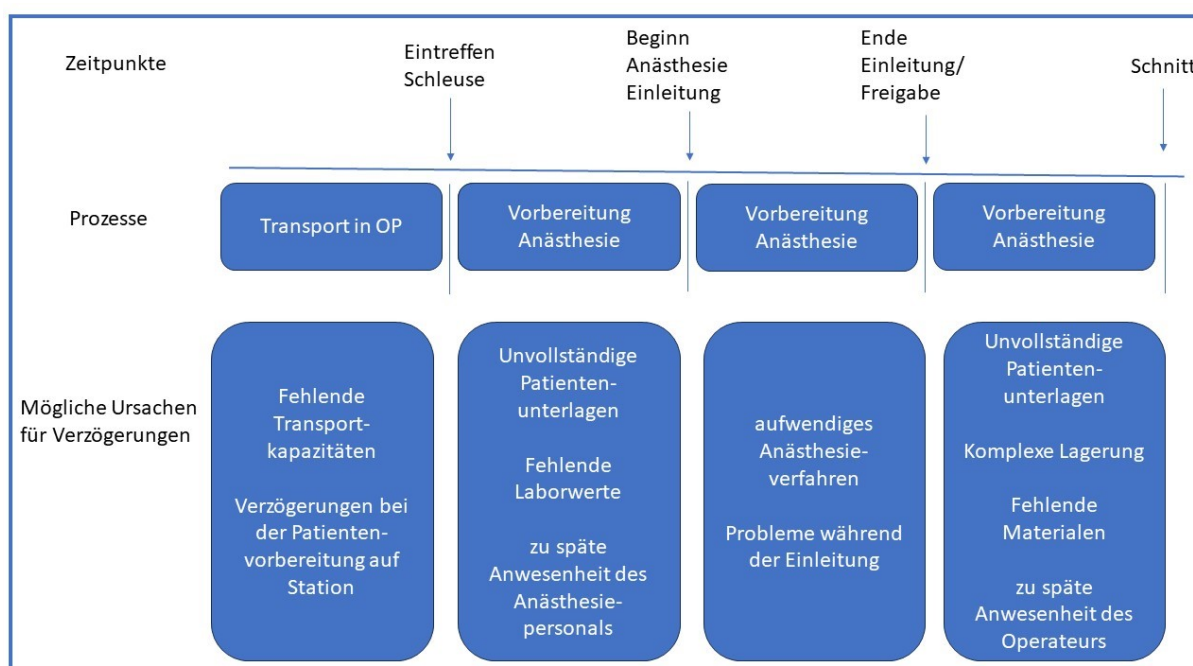 Zeitpunkte
Eintreffen
Schleuse
Beginn
Anästhesie
Einleitung
Ende
Einleitung/
Freigabe
Schnitt
Prozesse
Transport in OP
Vorbereitung
Anästhesie
Vorbereitung
Anästhesie
Vorbereitung
Anästhesie
Mögliche Ursachen
für Verzögerungen
Fehlende
Transport-
kapazitäten
Verzögerungen bei
der Patienten-
vorbereitung auf
Station
Unvollständige
Patienten-
unterlagen
Fehlende
Laborwerte
zu späte
Anwesenheit des
Anästhesie-
personals
aufwendiges
Anästhesie-
verfahren
Probleme während
der Einleitung
Unvollständige
Patienten-
unterlagen
Komplexe Lagerung
Fehlende
Materialen
zu späte
Anwesenheit des
Operateurs